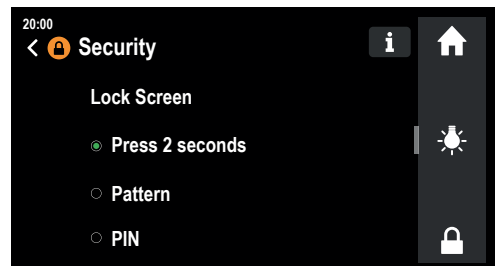 20:00
Security
i
Lock Screen
Press 2 seconds
Pattern
PIN